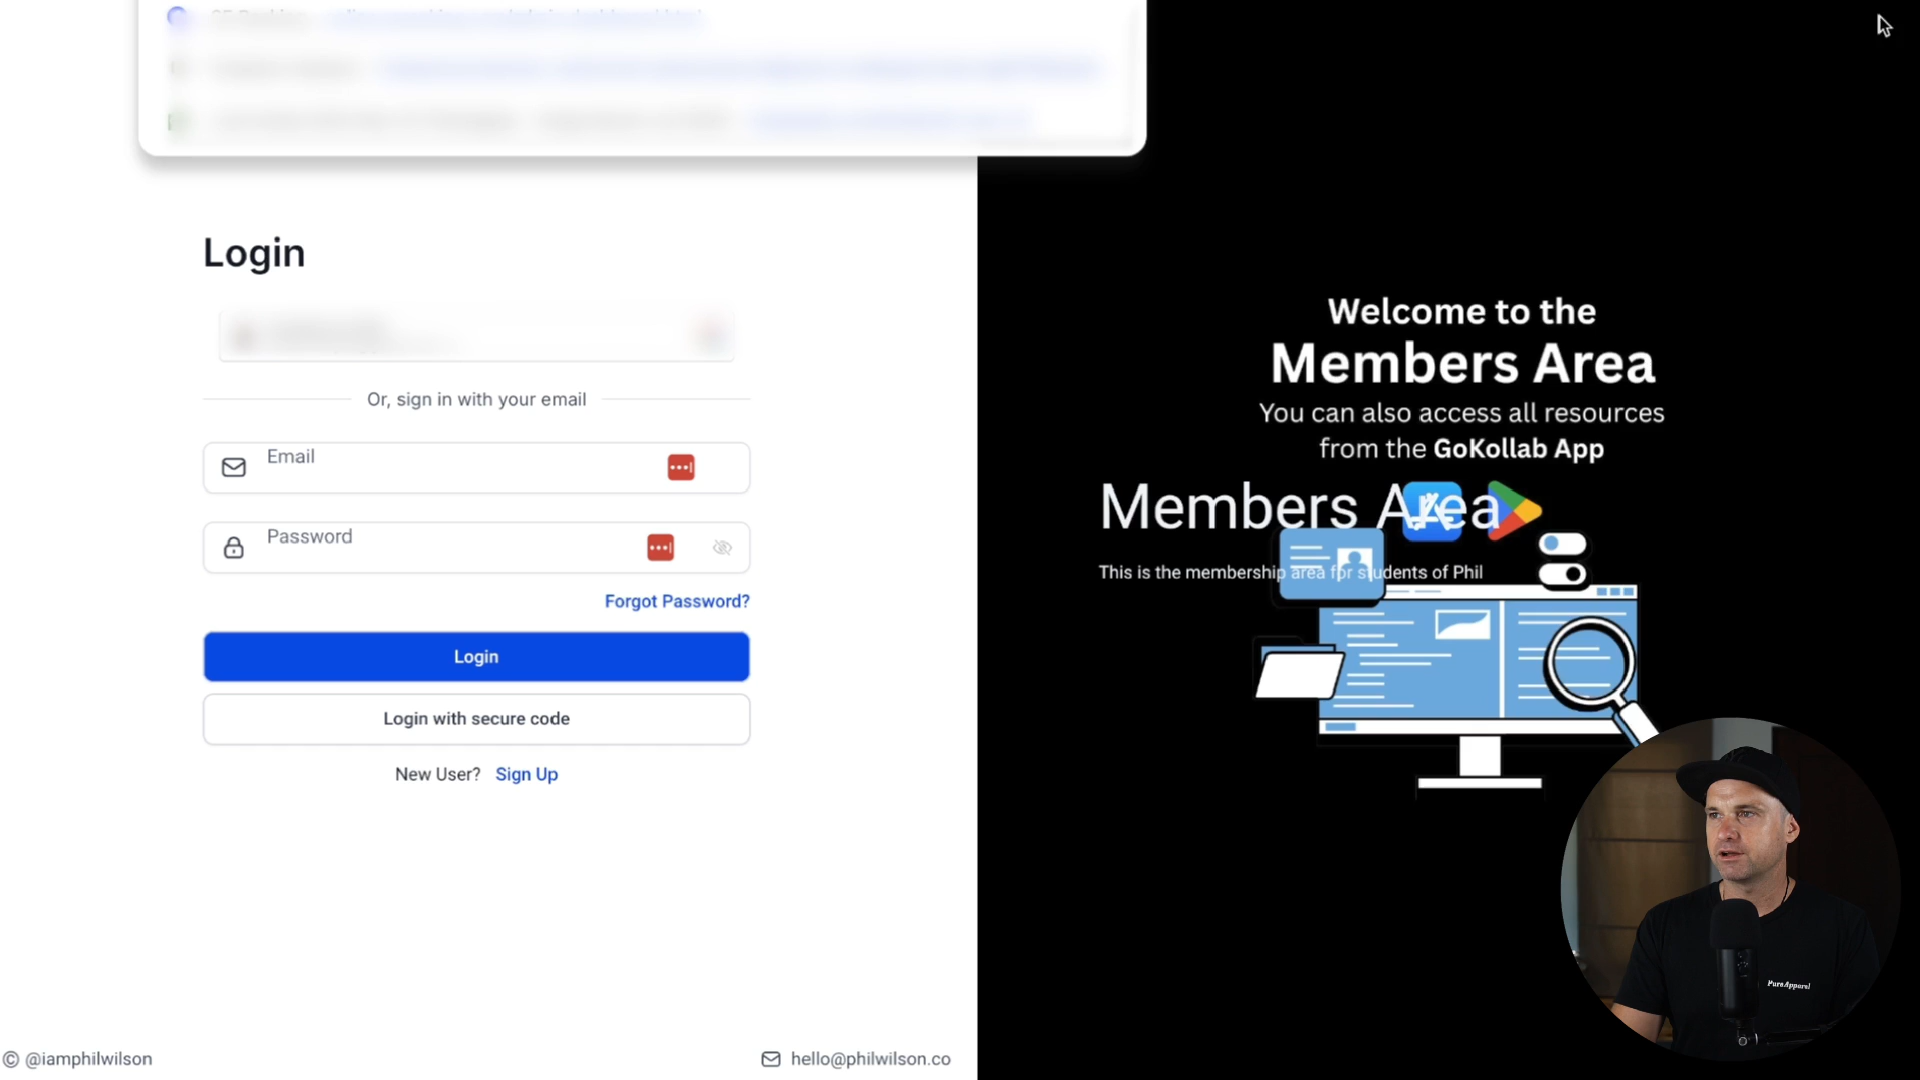 Login
Or, sign in with your email
Email
Password
Forgot Password?
Login
Login with secure code
New User? Sign Up
© @iamphilwilson
hello@philwilson.co
Welcome to the
Members Area
You can also access all resources
from the GoKollab App
Members Area
This is the membership area for students of Phil
PureApparel